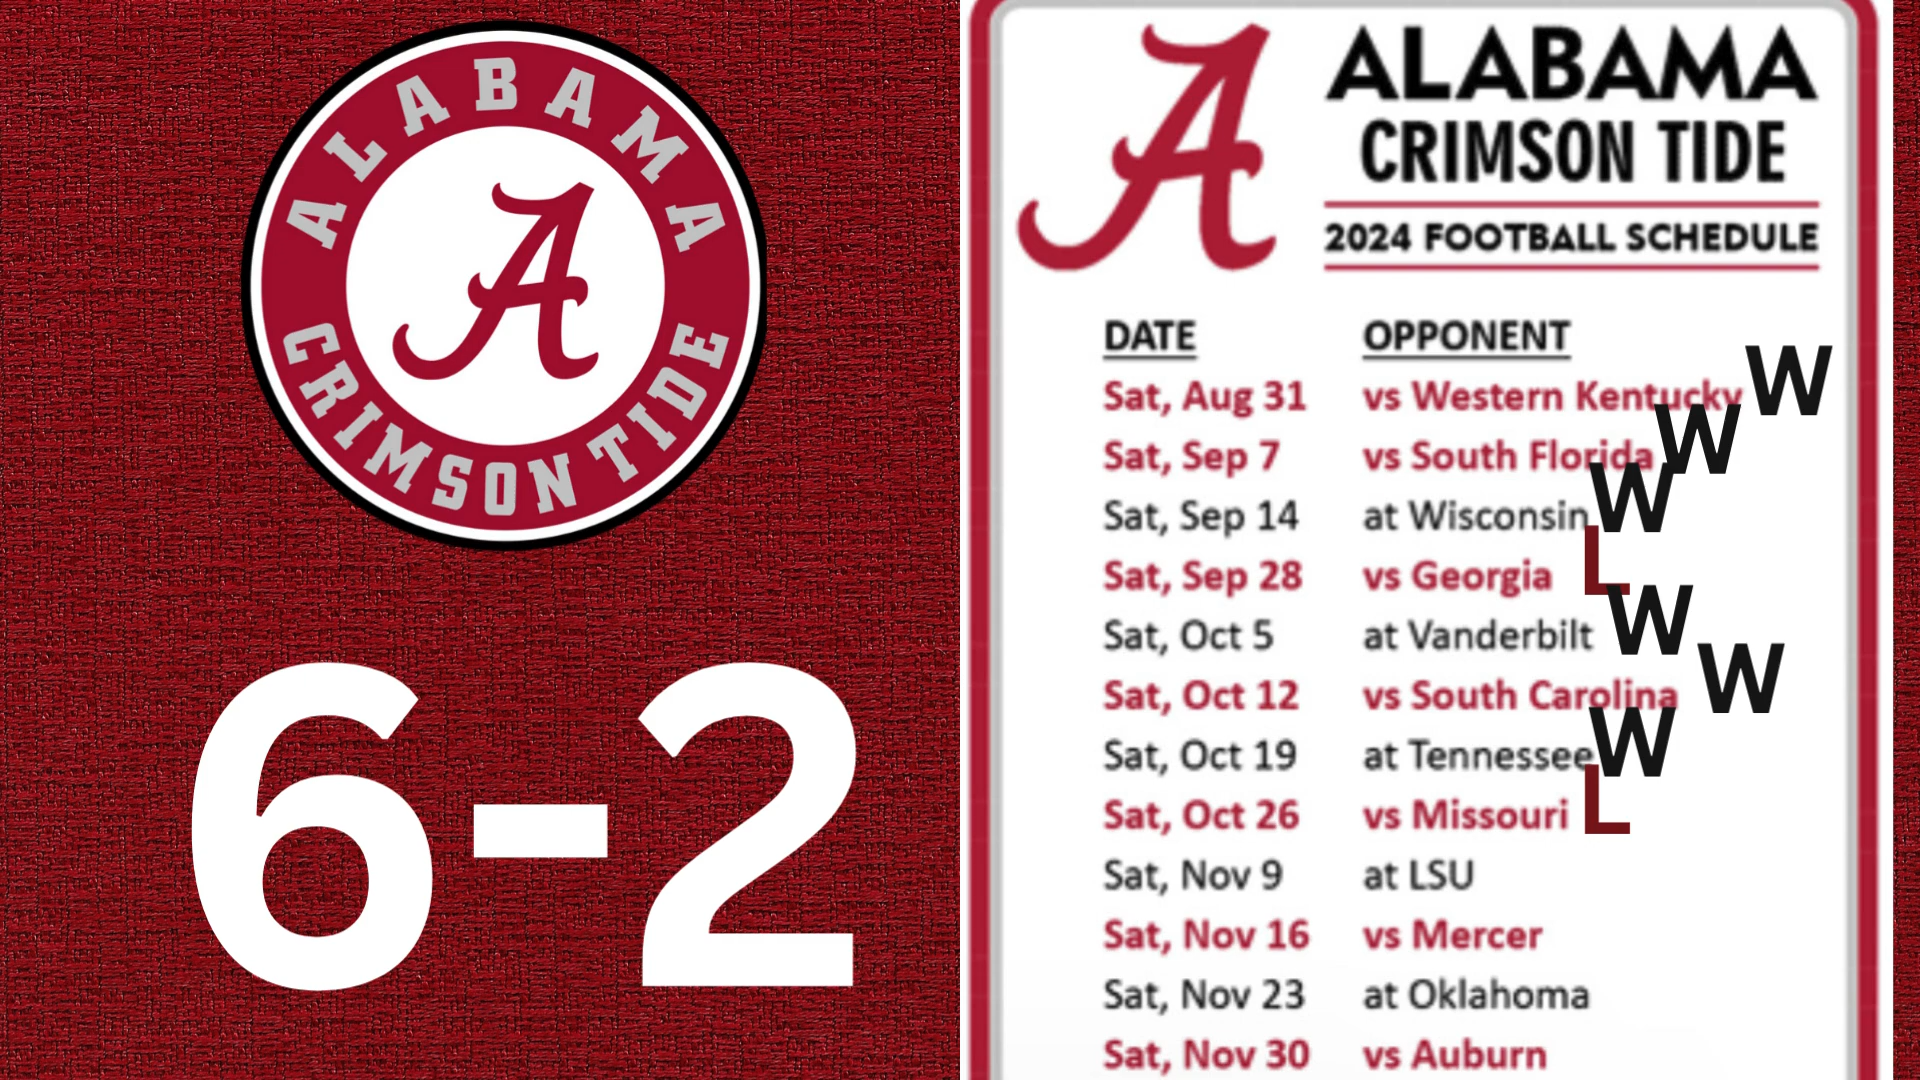 ALABAMA
CRIMSON TIDE
A
6-2
A
ALABAMA
CRIMSON TIDE
2024 FOOTBALL SCHEDULE
DATE OPPONENT
Sat, Aug 31 vs Western Kentucky W
Sat, Sep 7 vs South Florida W
Sat, Sep 14 at Wisconsin W
Sat, Sep 28 vs Georgia L
Sat, Oct 5 at Vanderbilt W
Sat, Oct 12 vs South Carolina W
Sat, Oct 19 at Tennessee W
Sat, Oct 26 vs Missouri L
Sat, Nov 9 at LSU
Sat, Nov 16 vs Mercer
Sat, Nov 23 at Oklahoma
Sat, Nov 30 vs Auburn